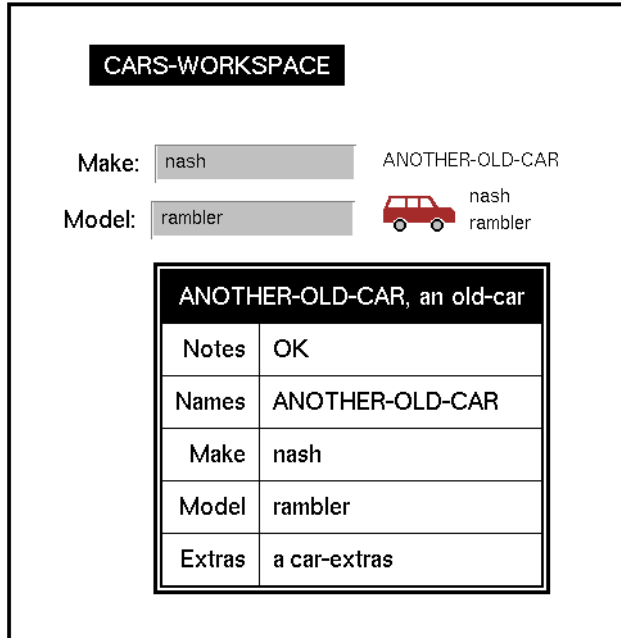 CARS-WORKSPACE
Make: nash
ANOTHER-OLD-CAR
Model: rambler
nash
rambler
ANOTHER-OLD-CAR, an old-car
Notes OK
Names ANOTHER-OLD-CAR
Make nash
Model rambler
Extras a car-extras